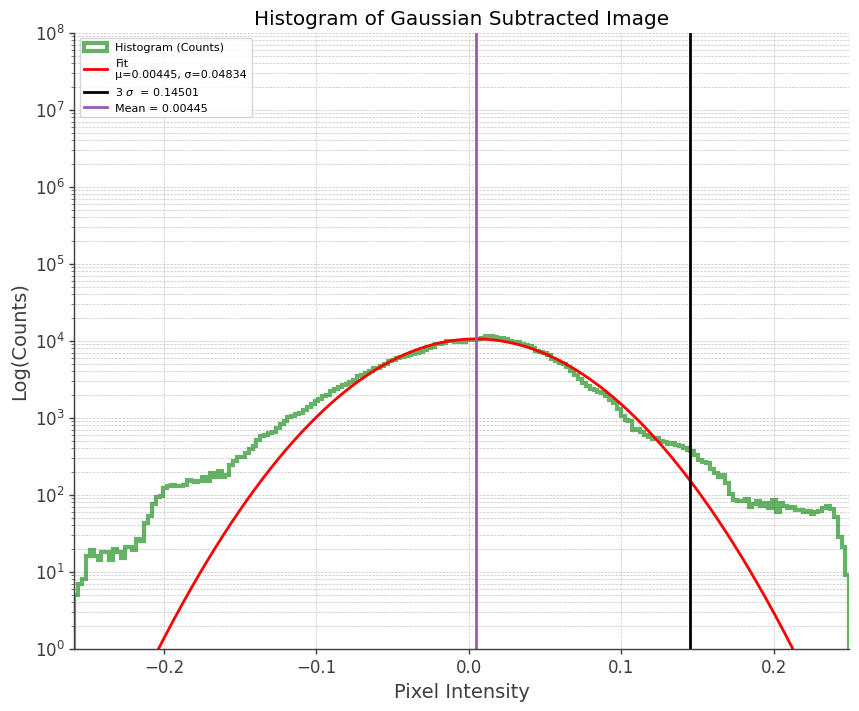 Histogram of Gaussian Subtracted Image
Histogram (Counts)
Fit
μ=0.00445, σ=0.04834
3 σ = 0.14501
Mean = 0.00445
10⁸
10⁷
10⁶
10⁵
10⁴
10³
10²
10¹
10⁰
Log(Counts)
−0.2 −0.1 0.0 0.1 0.2
Pixel Intensity